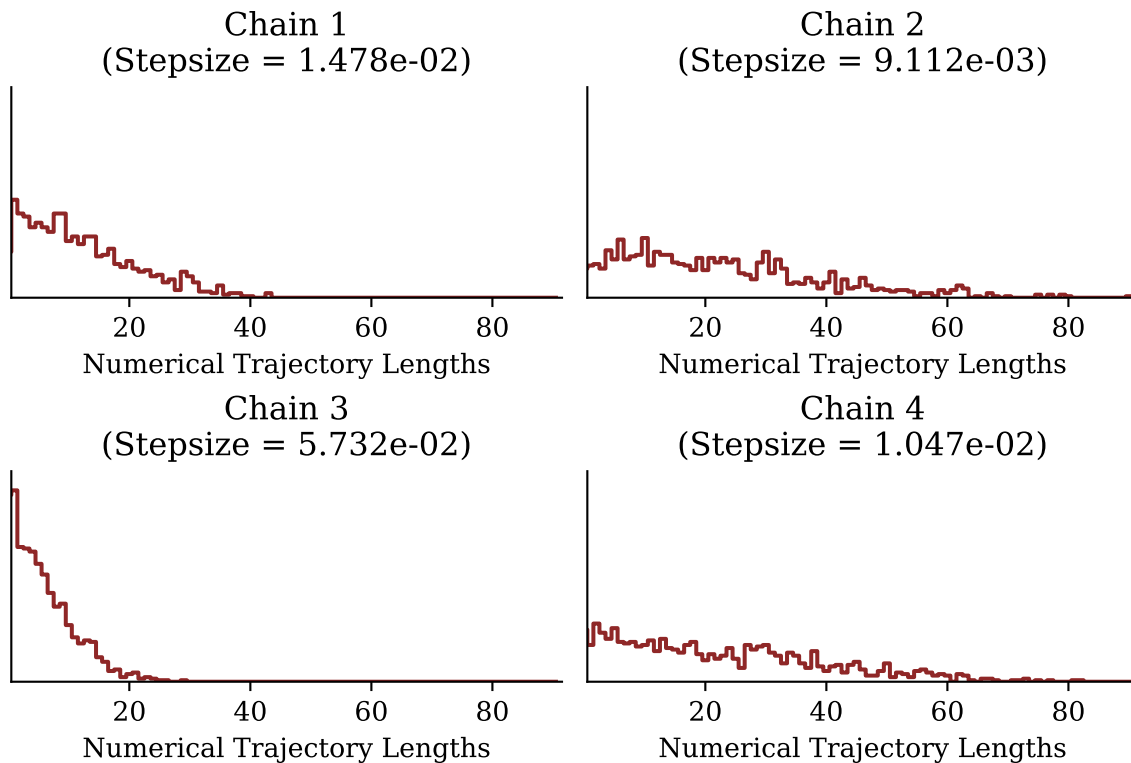 Chain 1
(Stepsize = 1.478e-02)
20 40 60 80
Numerical Trajectory Lengths
Chain 2
(Stepsize = 9.112e-03)
20 40 60 80
Numerical Trajectory Lengths
Chain 3
(Stepsize = 5.732e-02)
20 40 60 80
Numerical Trajectory Lengths
Chain 4
(Stepsize = 1.047e-02)
20 40 60 80
Numerical Trajectory Lengths